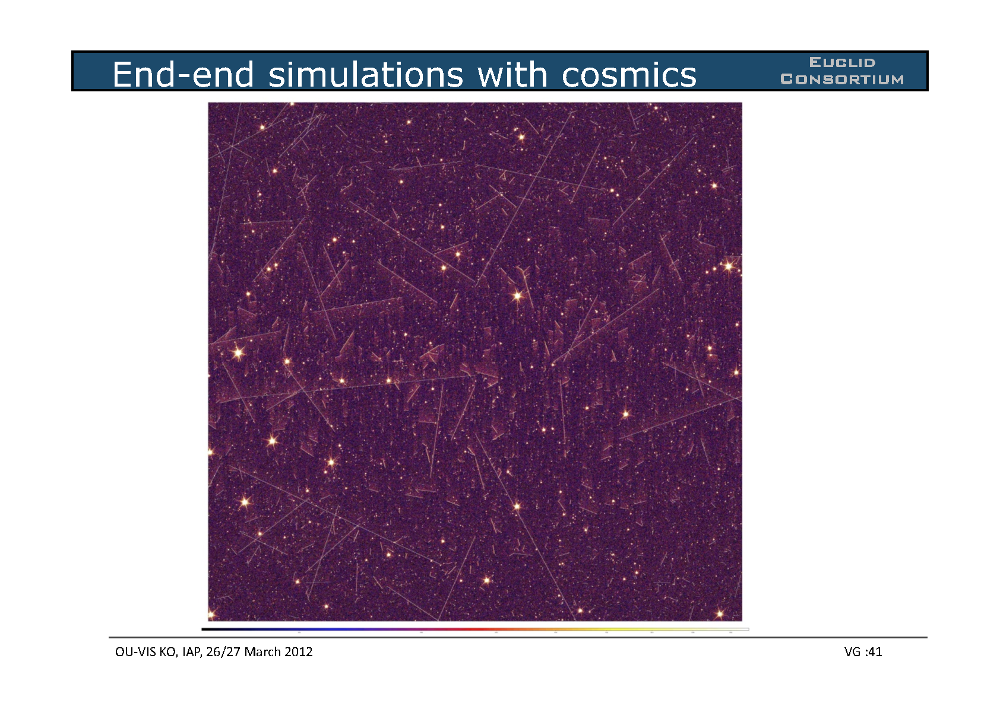 End-end simulations with cosmics
EUCLID
CONSORTIUM
OU-VIS KO, IAP, 26/27 March 2012
VG :41